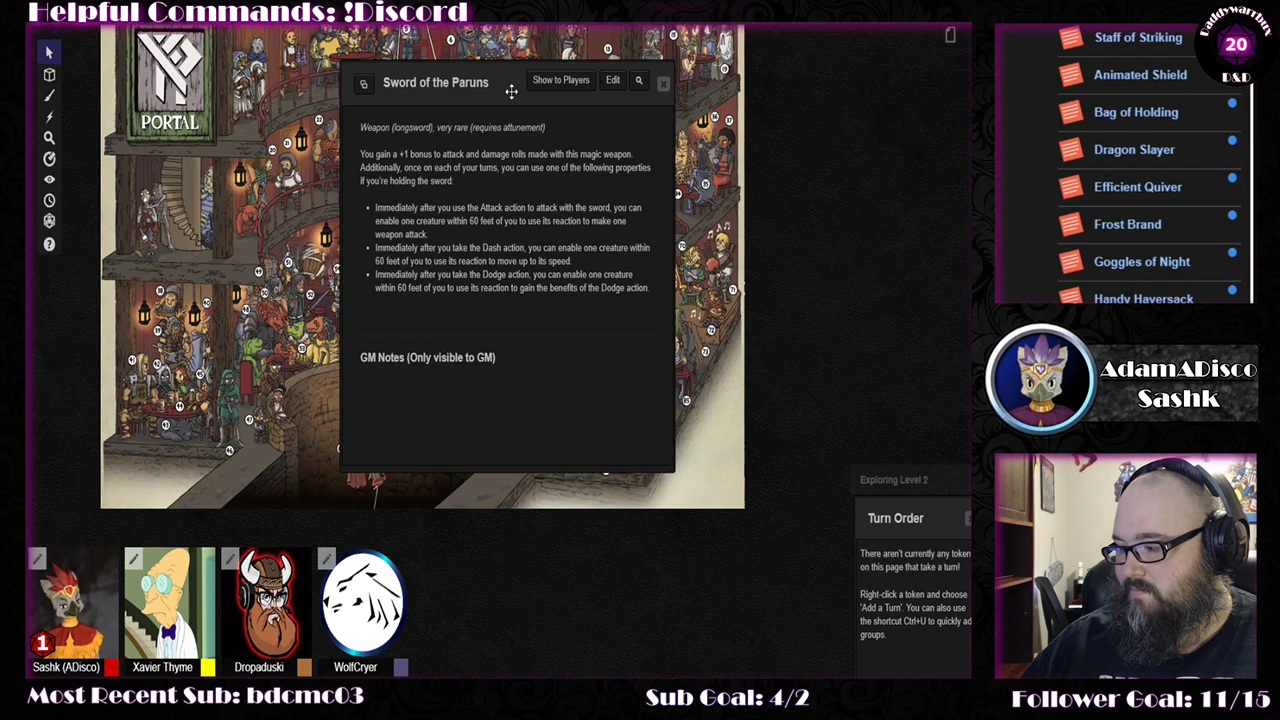 Helpful Commands: !Discord
PORTAL
Sword of the Paruns
Show to Players
Edit
Weapon (longsword), very rare (requires attunement)
You gain a +1 bonus to attack and damage rolls made with this magic weapon.
Additionally, once on each of your turns, you can use one of the following properties
if you're holding the sword:
Immediately after you use the Attack action to attack with the sword, you can
enable one creature within 60 feet of you to use its reaction to make one
weapon attack.
Immediately after you take the Dash action, you can enable one creature within
60 feet of you to use its reaction to move up to its speed.
Immediately after you take the Dodge action, you can enable one creature
within 60 feet of you to use its reaction to gain the benefits of the Dodge action.
GM Notes (Only visible to GM)
Staff of Striking
Animated Shield
Bag of Holding
Dragon Slayer
Efficient Quiver
Frost Brand
Goggles of Night
Handy Haversack
Daddywarrbux
20
D&D
AdamADisco
Sashk
Exploring Level 2
Turn Order
There aren't currently any token
on this page that take a turn!
Right-click a token and choose
'Add a Turn'. You can also use
the shortcut Ctrl+U to quickly ad
groups.
1
Sashk (ADisco)
Xavier Thyme
Dropaduski
WolfCryer
Most Recent Sub: bdcmc03
Sub Goal: 4/2
Follower Goal: 11/15